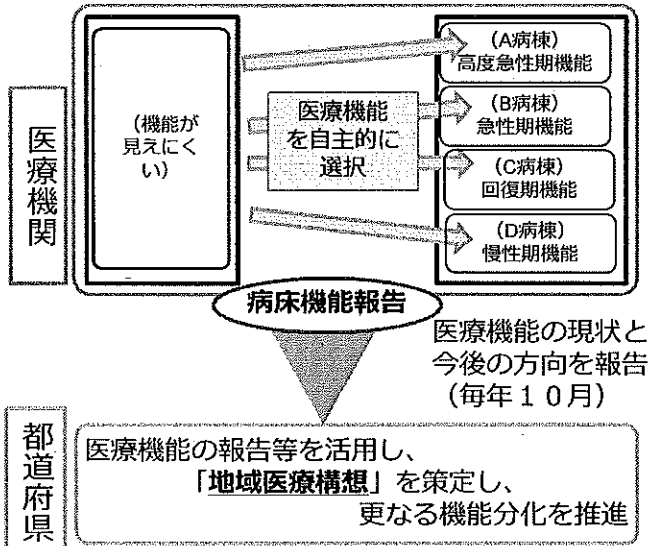 医療機関
(機能が
見えにく
い)
医療機能
を自主的に
選択
(A病棟)
高度急性期機能
(B病棟)
急性期機能
(C病棟)
回復期機能
(D病棟)
慢性期機能
病床機能報告
医療機能の現状と
今後の方向を報告
(毎年10月)
都道府県
医療機能の報告等を活用し、
「地域医療構想」を策定し、
更なる機能分化を推進